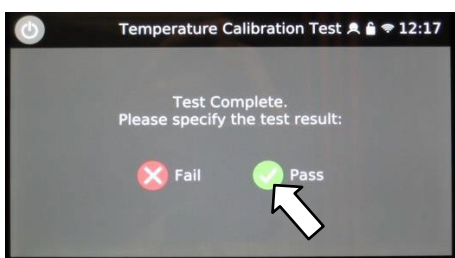 Temperature Calibration Test 12:17
Test Complete.
Please specify the test result:
Fail Pass